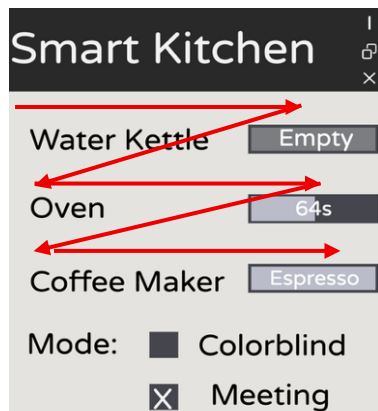 Smart Kitchen
Water Kettle Empty
Oven 64s
Coffee Maker Espresso
Mode: Colorblind
X Meeting